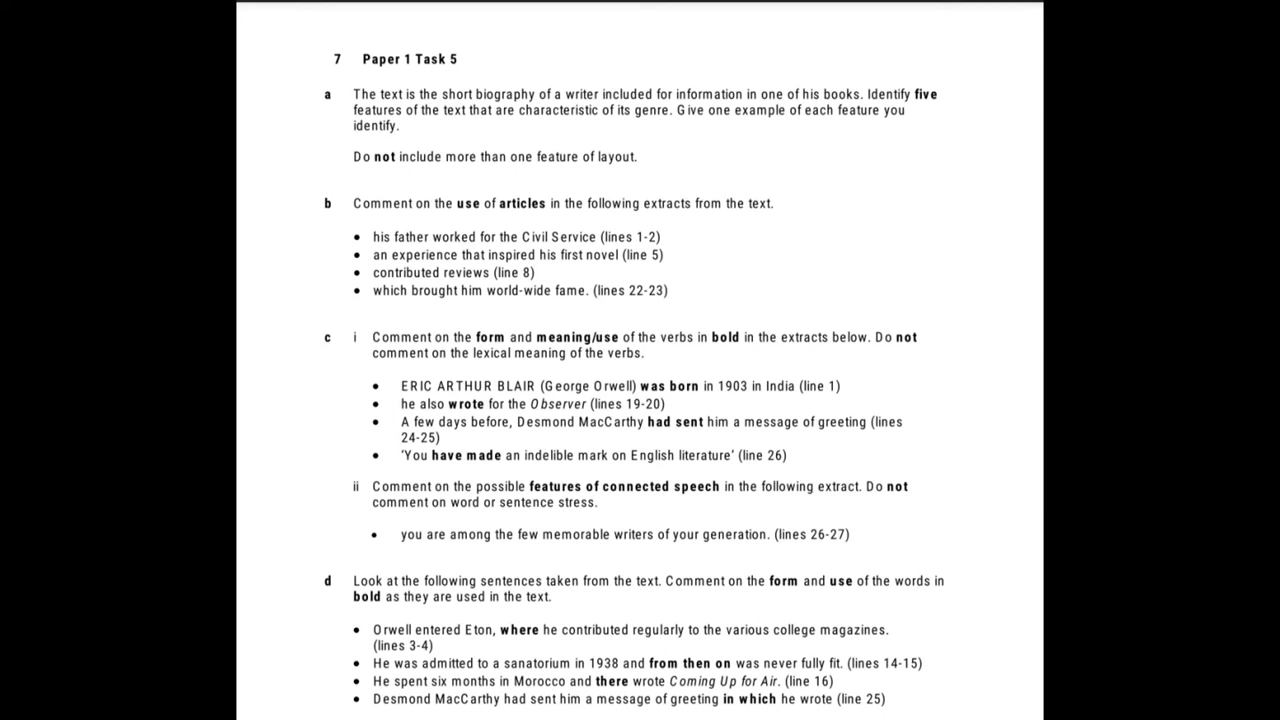 7 Paper 1 Task 5
a The text is the short biography of a writer included for information in one of his books. Identify five
features of the text that are characteristic of its genre. Give one example of each feature you
identify.
Do not include more than one feature of layout.
b Comment on the use of articles in the following extracts from the text.
• his father worked for the Civil Service (lines 1-2)
• an experience that inspired his first novel (line 5)
• contributed reviews (line 8)
• which brought him world-wide fame. (lines 22-23)
c i Comment on the form and meaning/use of the verbs in bold in the extracts below. Do not
comment on the lexical meaning of the verbs.
• ERIC ARTHUR BLAIR (George Orwell) was born in 1903 in India (line 1)
• he also wrote for the Observer (lines 19-20)
• A few days before, Desmond MacCarthy had sent him a message of greeting (lines
24-25)
• 'You have made an indelible mark on English literature' (line 26)
ii Comment on the possible features of connected speech in the following extract. Do not
comment on word or sentence stress.
• you are among the few memorable writers of your generation. (lines 26-27)
d Look at the following sentences taken from the text. Comment on the form and use of the words in
bold as they are used in the text.
• Orwell entered Eton, where he contributed regularly to the various college magazines.
(lines 3-4)
• He was admitted to a sanatorium in 1938 and from then on was never fully fit. (lines 14-15)
• He spent six months in Morocco and there wrote Coming Up for Air. (line 16)
• Desmond MacCarthy had sent him a message of greeting in which he wrote (line 25)